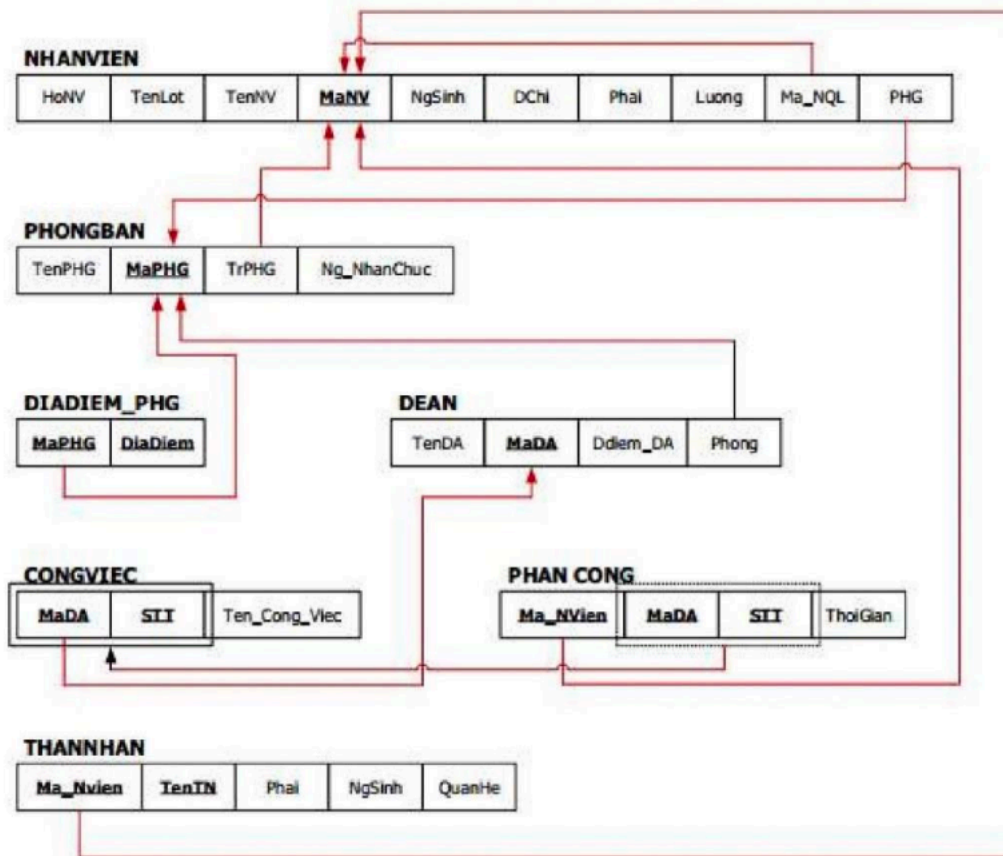 NHANVIEN
HoNV TenLot TenNV MaNV NgSinh DChi Phai Luong Ma_NQL PHG
PHONGBAN
TenPHG MaPHG TrPHG Ng_NhanChuc
DIADIEM_PHG
MaPHG DiaDiem
DEAN
TenDA MaDA Ddiem_DA Phong
CONGVIEC
MaDA STT Ten_Cong_Viec
PHAN CONG
Ma_NVien MaDA STT ThoiGian
THANNHAN
Ma_Nvien TenTN Phai NgSinh QuanHe